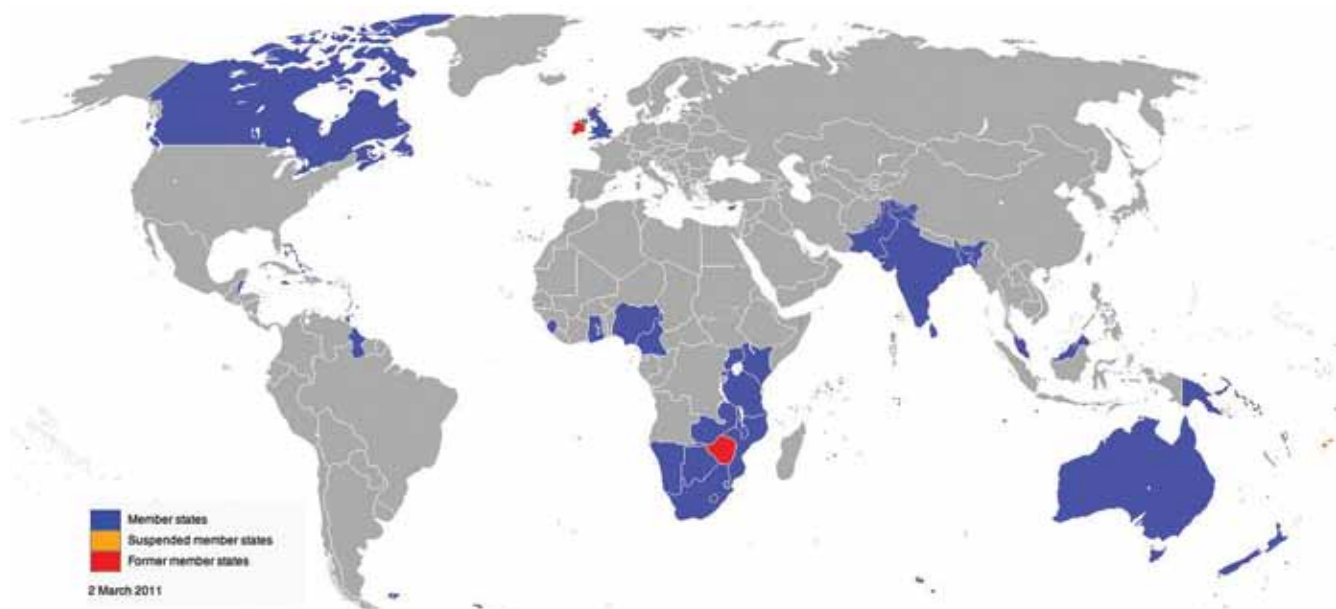 Member states
Suspended member states
Former member states
2 March 2011